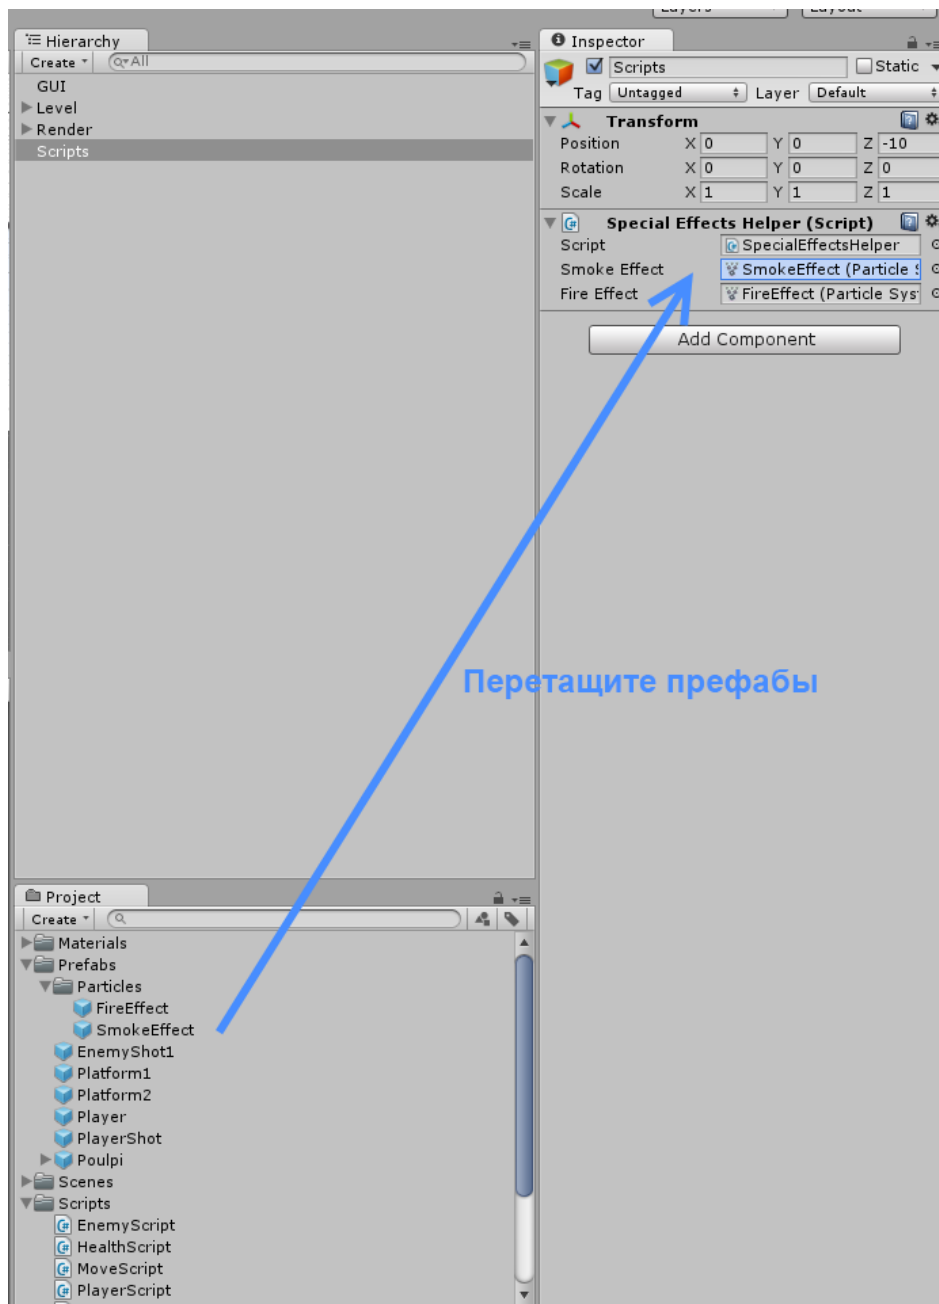 Hierarchy
Create All
GUI
Level
Render
Scripts
Inspector
Scripts Static
Tag Untagged Layer Default
Transform
Position X 0 Y 0 Z -10
Rotation X 0 Y 0 Z 0
Scale X 1 Y 1 Z 1
Special Effects Helper (Script)
Script SpecialEffectsHelper
Smoke Effect SmokeEffect (Particle
Fire Effect FireEffect (Particle Sys
Add Component
Перетащите префабы
Project
Create
Materials
Prefabs
Particles
FireEffect
SmokeEffect
EnemyShot1
Platform1
Platform2
Player
PlayerShot
Poulpi
Scenes
Scripts
EnemyScript
HealthScript
MoveScript
PlayerScript